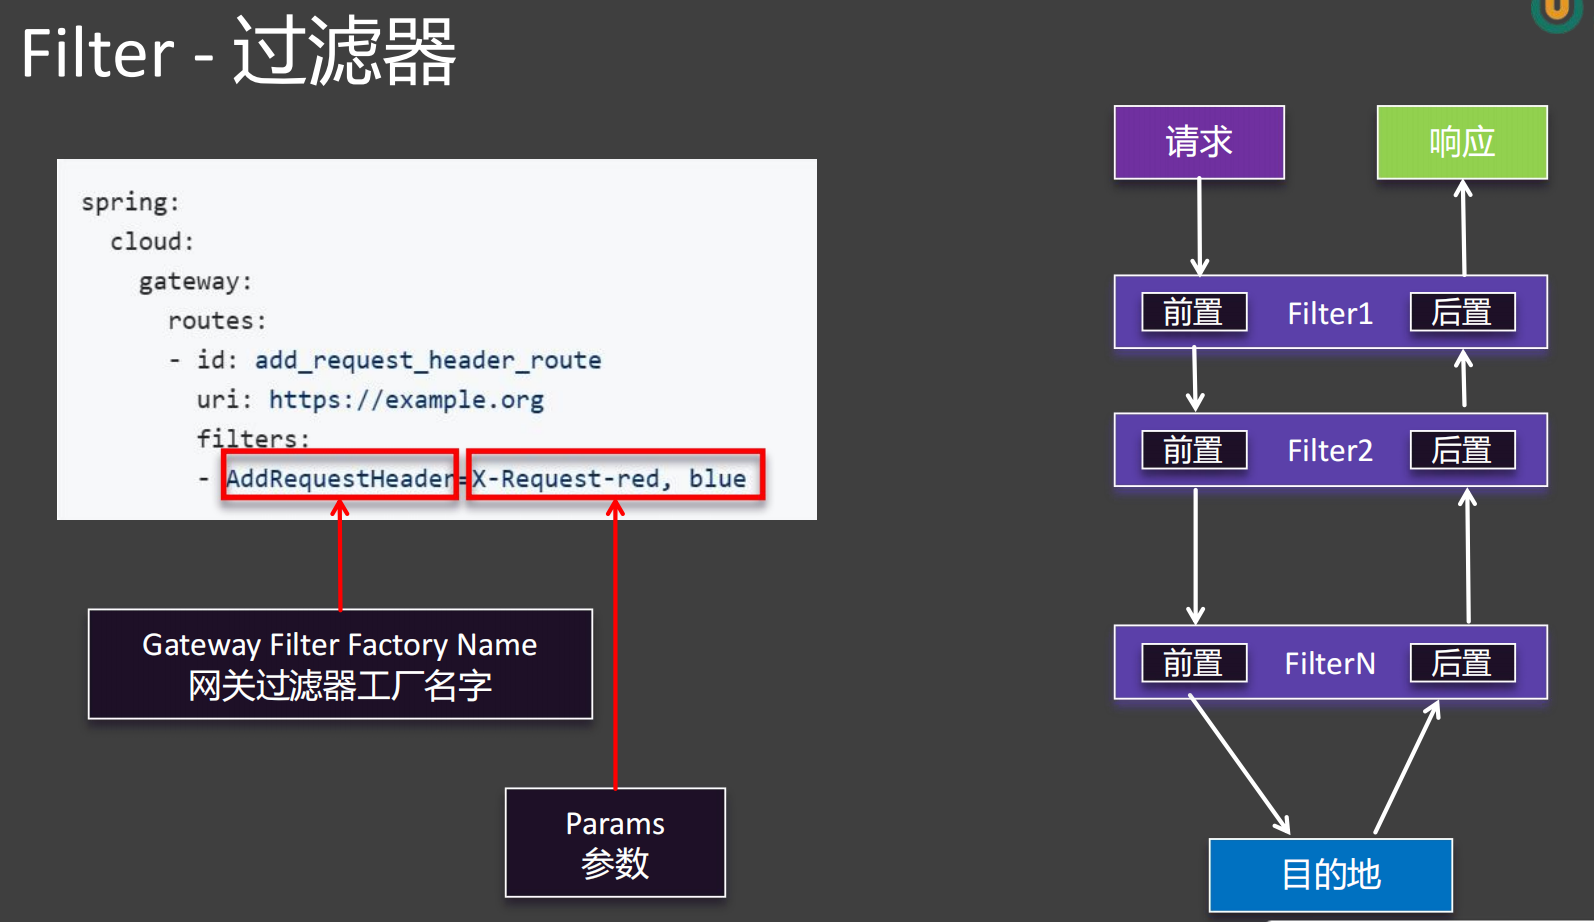 Filter - 过滤器
spring:
cloud:
gateway:
routes:
- id: add_request_header_route
uri: https://example.org
filters:
- AddRequestHeader=X-Request-red, blue
Gateway Filter Factory Name
网关过滤器工厂名字
Params
参数
请求
响应
前置
Filter1
后置
前置
Filter2
后置
前置
FilterN
后置
目的地